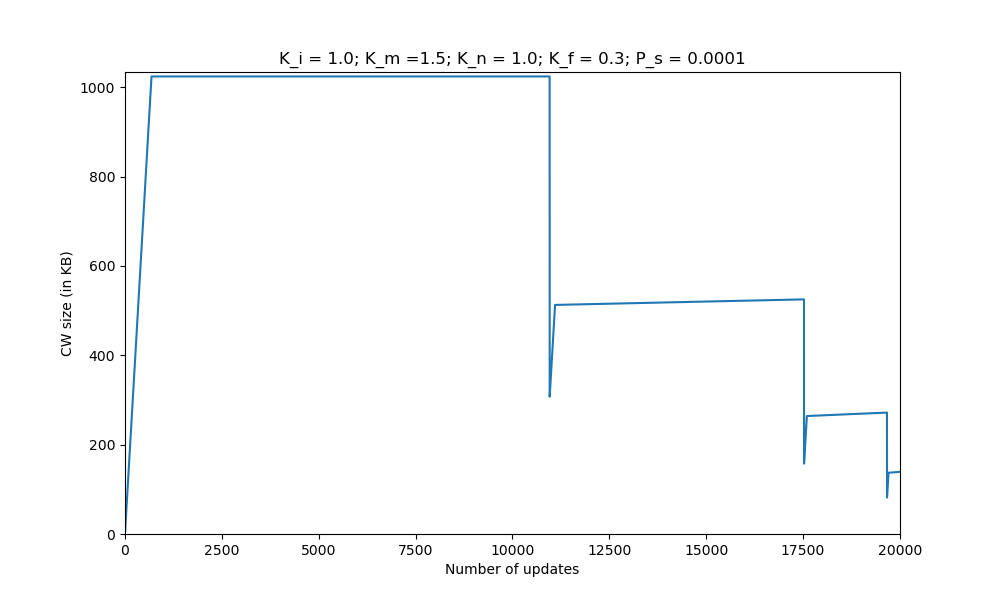 K_i = 1.0; K_m =1.5; K_n = 1.0; K_f = 0.3; P_s = 0.0001
1000
800
600
400
200
0
CW size (in KB)
0 2500 5000 7500 10000 12500 15000 17500 20000
Number of updates